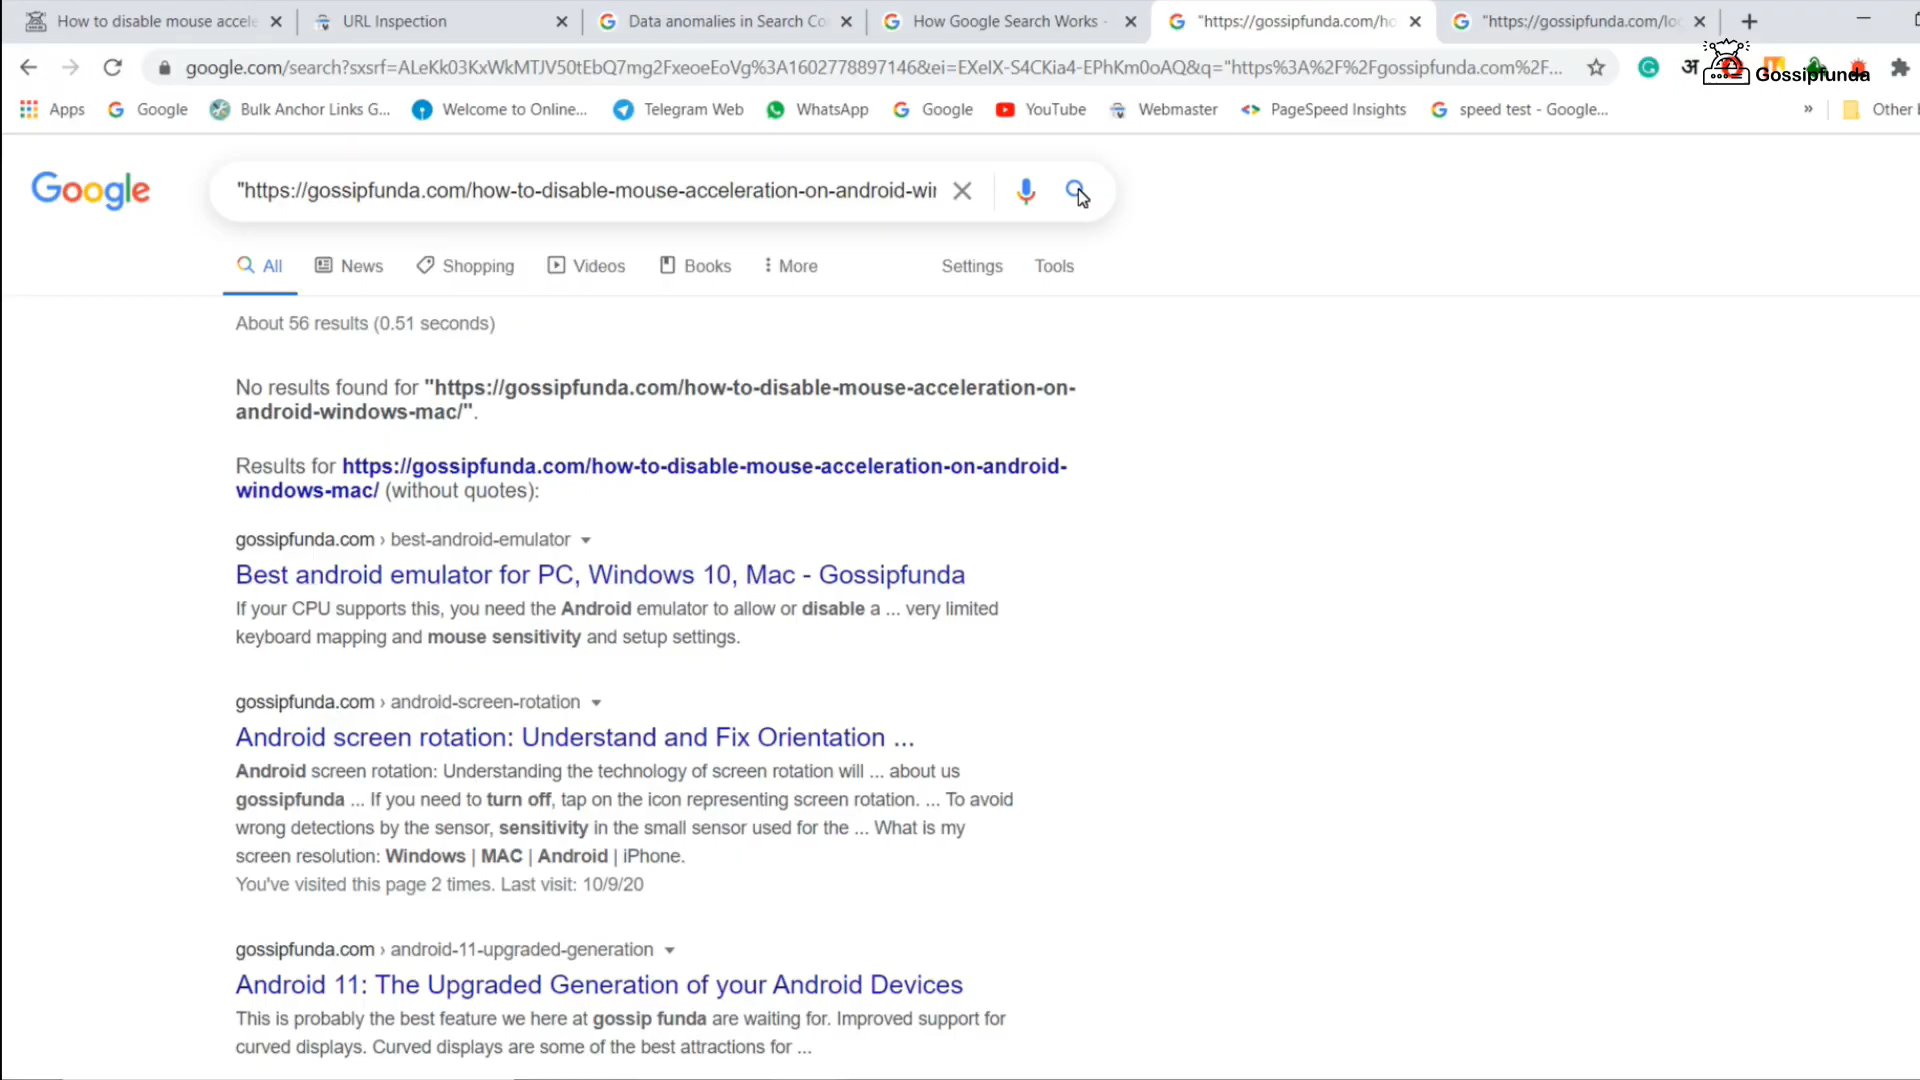 How to disable mouse accele
URL Inspection
Data anomalies in Search Co
How Google Search Works -
"https://gossipfunda.com/ho
"https://gossipfunda.com/lo
google.com/search?sxsrf=ALeKk03KxWkMTJV50tEbQ7mg2FxeoeEoVg%3A1602778897146&ei=EXeIX-S4CKia4-EPhKm0oAQ&q="https%3A%2F%2Fgossipfunda.com%2F...
अ
Gossipfunda
Apps
Google
Bulk Anchor Links G...
Welcome to Online...
Telegram Web
WhatsApp
Google
YouTube
Webmaster
PageSpeed Insights
speed test - Google...
»
Other
Google
"https://gossipfunda.com/how-to-disable-mouse-acceleration-on-android-wir
All
News
Shopping
Videos
Books
More
Settings
Tools
About 56 results (0.51 seconds)
No results found for "https://gossipfunda.com/how-to-disable-mouse-acceleration-on-
android-windows-mac/".
Results for https://gossipfunda.com/how-to-disable-mouse-acceleration-on-android-
windows-mac/ (without quotes):
gossipfunda.com › best-android-emulator
Best android emulator for PC, Windows 10, Mac - Gossipfunda
If your CPU supports this, you need the Android emulator to allow or disable a ... very limited
keyboard mapping and mouse sensitivity and setup settings.
gossipfunda.com › android-screen-rotation
Android screen rotation: Understand and Fix Orientation ...
Android screen rotation: Understanding the technology of screen rotation will ... about us
gossipfunda ... If you need to turn off, tap on the icon representing screen rotation. ... To avoid
wrong detections by the sensor, sensitivity in the small sensor used for the ... What is my
screen resolution: Windows | MAC | Android | iPhone.
You've visited this page 2 times. Last visit: 10/9/20
gossipfunda.com › android-11-upgraded-generation
Android 11: The Upgraded Generation of your Android Devices
This is probably the best feature we here at gossip funda are waiting for. Improved support for
curved displays. Curved displays are some of the best attractions for ...